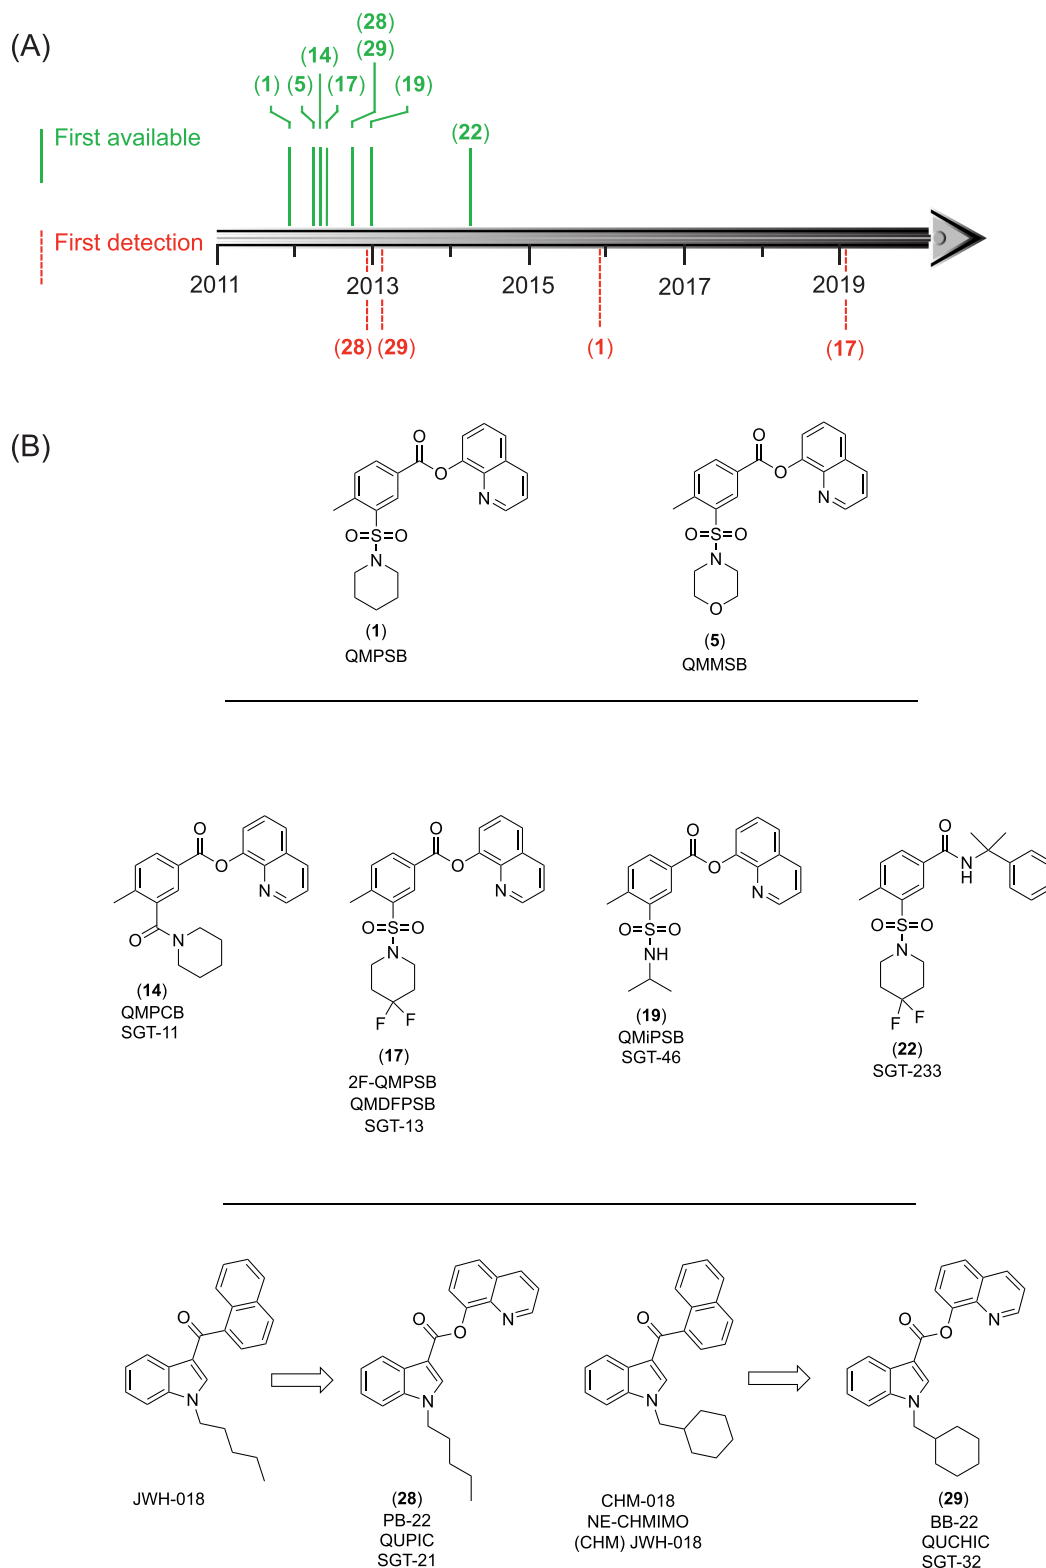 (A)
(28)
(14) (29)
(1) (5) (17) (19)
First available
(22)
First detection
2011 2013 2015 2017 2019
(28) (29) (1) (17)
(B)
O
O
N
O=S=O
N
(1)
QMPSB
O
O
N
O=S=O
N
O
(5)
QMMSB
O
O
N
O
N
(14)
QMPCB
SGT-11
O
O
N
O=S=O
N
F F
(17)
2F-QMPSB
QMDFPSB
SGT-13
O
O
N
O=S=O
NH
(19)
QMiPSB
SGT-46
O
N
H
O=S=O
N
F F
(22)
SGT-233
O
N
JWH-018
O
O
N
N
(28)
PB-22
QUPIC
SGT-21
O
N
CHM-018
NE-CHMIMO
(CHM) JWH-018
O
O
N
N
(29)
BB-22
QUCHIC
SGT-32